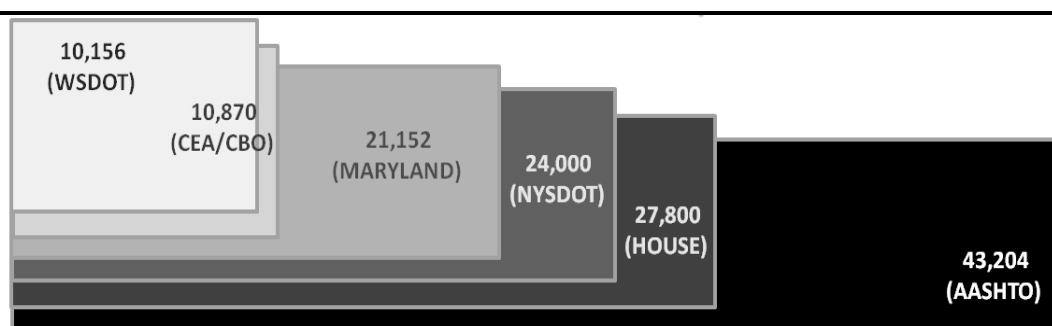 10,156
(WSDOT)
10,870
(CEA/CBO)
21,152
(MARYLAND)
24,000
(NYSDOT)
27,800
(HOUSE)
43,204
(AASHTO)